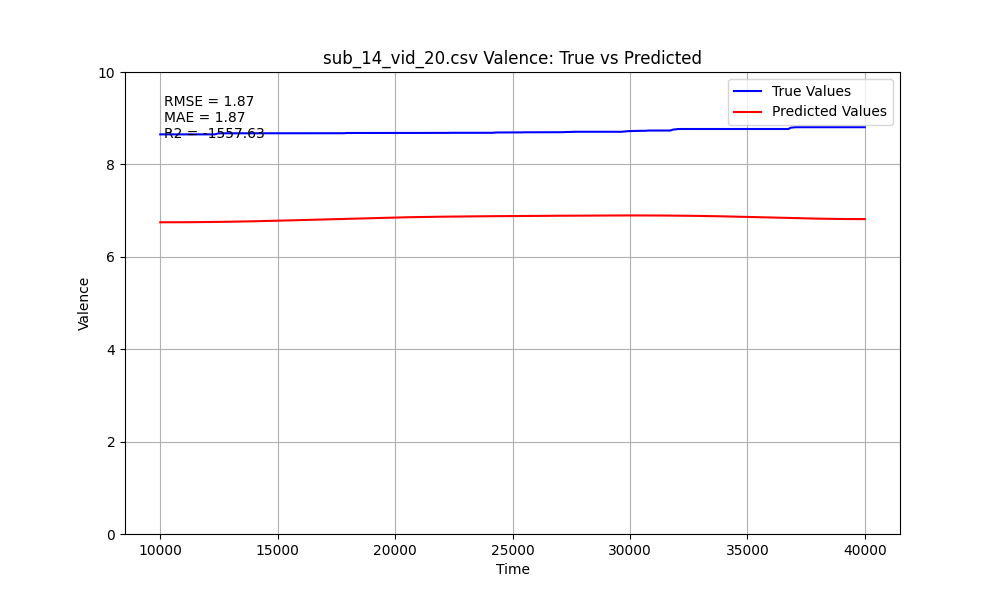 sub_14_vid_20.csv Valence: True vs Predicted
RMSE = 1.87
MAE = 1.87
R2 = -1557.63
True Values
Predicted Values
10
8
6
4
2
0
Valence
10000 15000 20000 25000 30000 35000 40000
Time